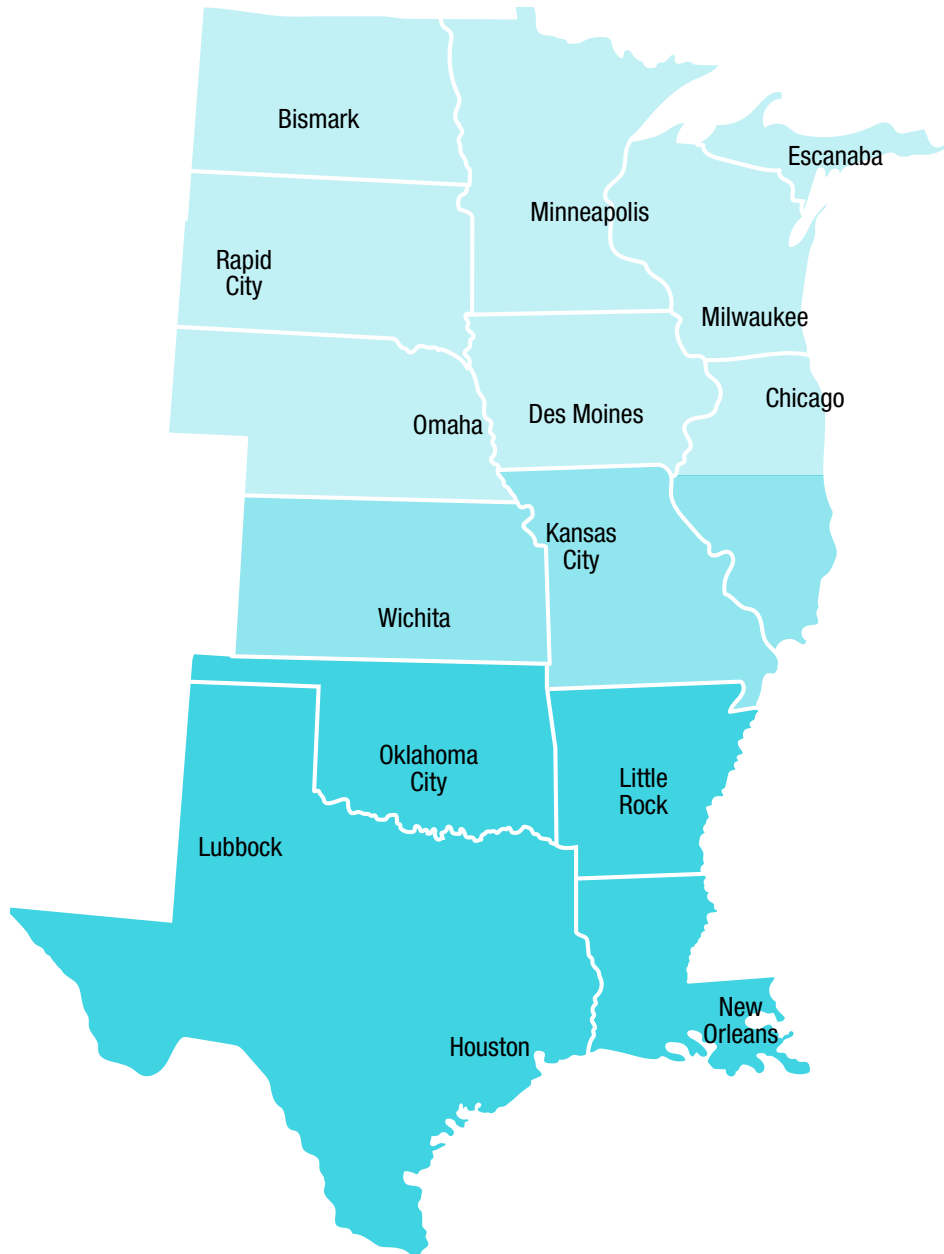 Bismark
Escanaba
Minneapolis
Rapid
City
Milwaukee
Chicago
Des Moines
Omaha
Kansas
City
Wichita
Oklahoma
City
Little
Rock
Lubbock
New
Orleans
Houston